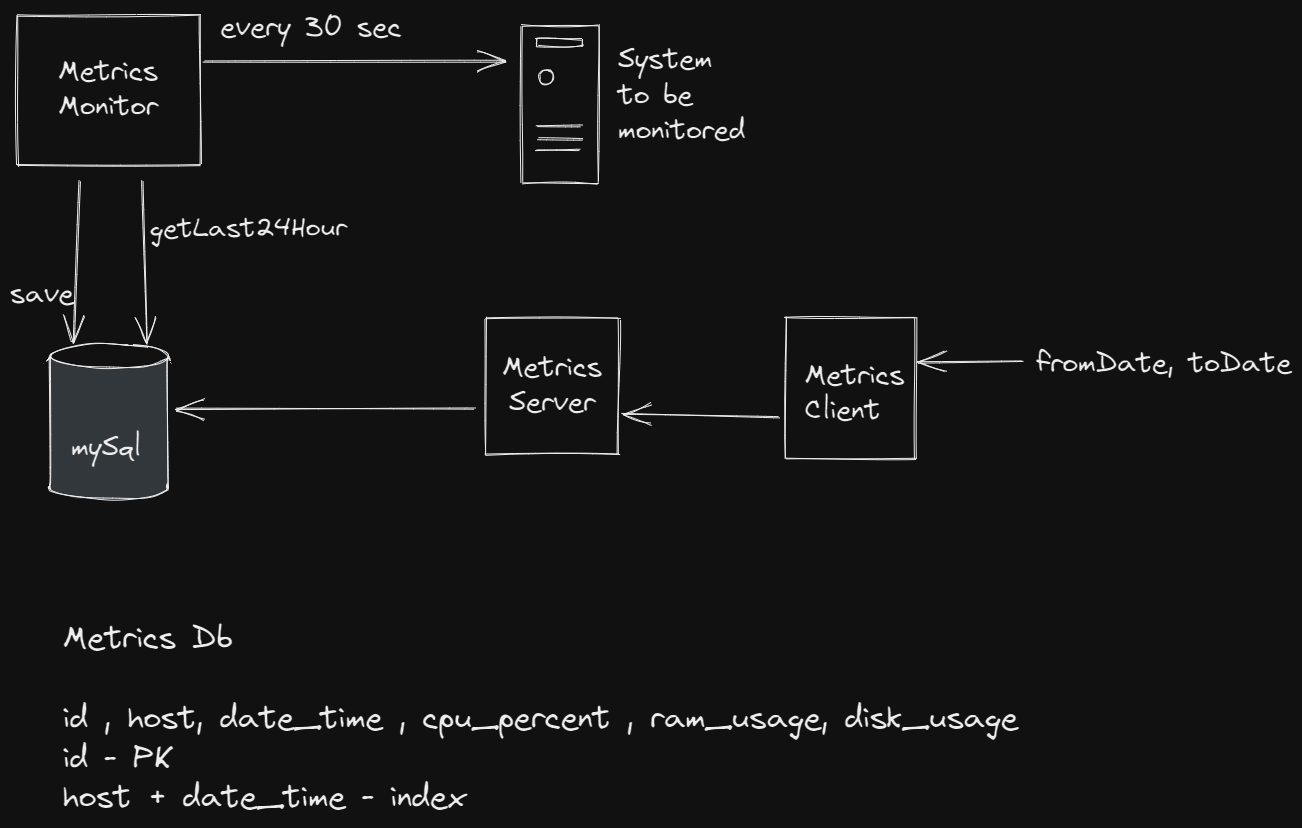 every 30 sec
Metrics
Monitor
System
to be
monitored
getLast24Hour
save
Metrics
Server
Metrics
Client
fromDate, toDate
mySql
Metrics Db
id , host, date_time , cpu_percent , ram_usage, disk_usage
id - PK
host + date_time - index